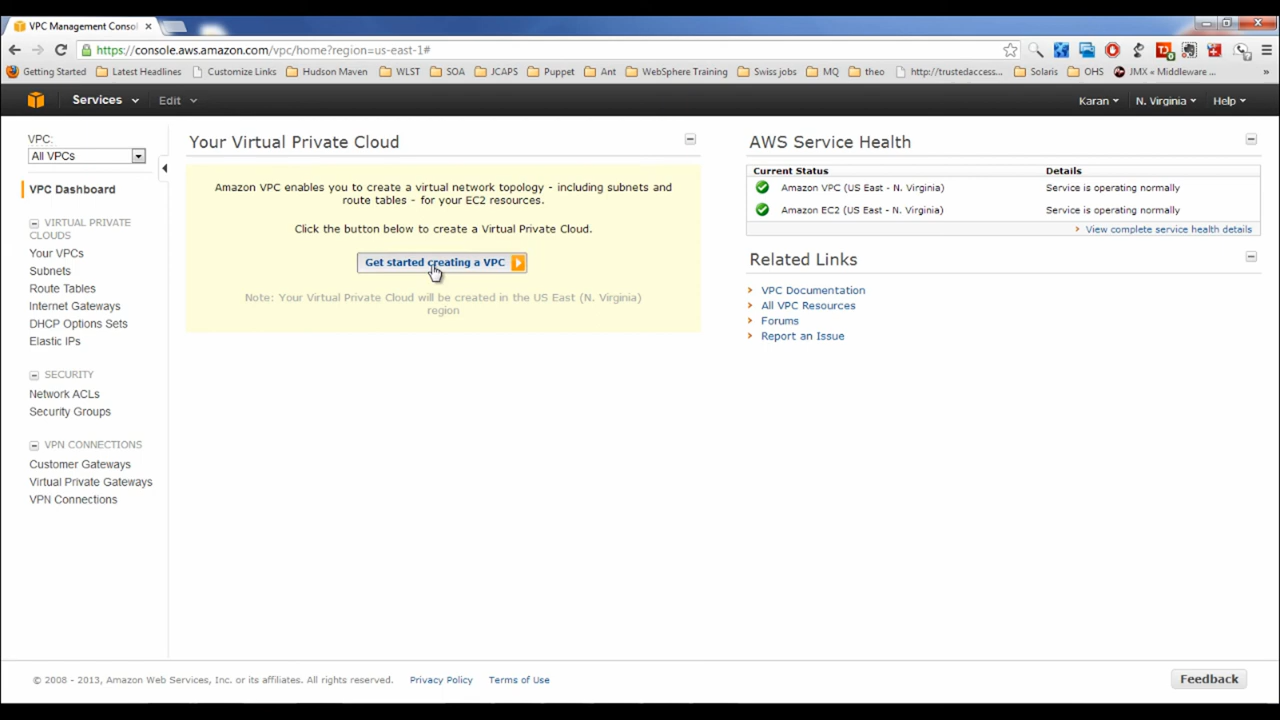 VPC Management Consol
https://console.aws.amazon.com/vpc/home?region=us-east-1#
Getting Started
Latest Headlines
Customize Links
Hudson Maven
WLST
SOA
JCAPS
Puppet
Ant
WebSphere Training
Swiss jobs
MQ
theo
http://trustedaccess...
Solaris
OHS
JMX « Middleware ...
Services
Edit
Karan
N. Virginia
Help
VPC:
All VPCs
VPC Dashboard
VIRTUAL PRIVATE
CLOUDS
Your VPCs
Subnets
Route Tables
Internet Gateways
DHCP Options Sets
Elastic IPs
SECURITY
Network ACLs
Security Groups
VPN CONNECTIONS
Customer Gateways
Virtual Private Gateways
VPN Connections
Your Virtual Private Cloud
Amazon VPC enables you to create a virtual network topology - including subnets and
route tables - for your EC2 resources.
Click the button below to create a Virtual Private Cloud.
Get started creating a VPC
Note: Your Virtual Private Cloud will be created in the US East (N. Virginia)
region
AWS Service Health
Current Status Details
Amazon VPC (US East - N. Virginia) Service is operating normally
Amazon EC2 (US East - N. Virginia) Service is operating normally
View complete service health details
Related Links
VPC Documentation
All VPC Resources
Forums
Report an Issue
© 2008 - 2013, Amazon Web Services, Inc. or its affiliates. All rights reserved. Privacy Policy Terms of Use
Feedback